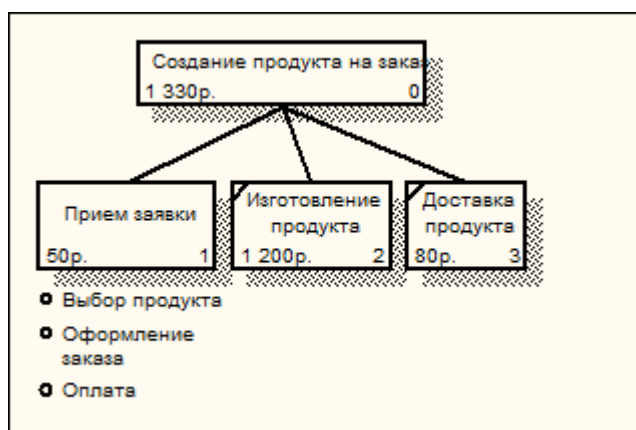 Создание продукта на зака
1 330р. 0
Прием заявки
50р. 1
Изготовление
продукта
1 200р. 2
Доставка
продукта
80р. 3
Выбор продукта
Оформление
заказа
Оплата